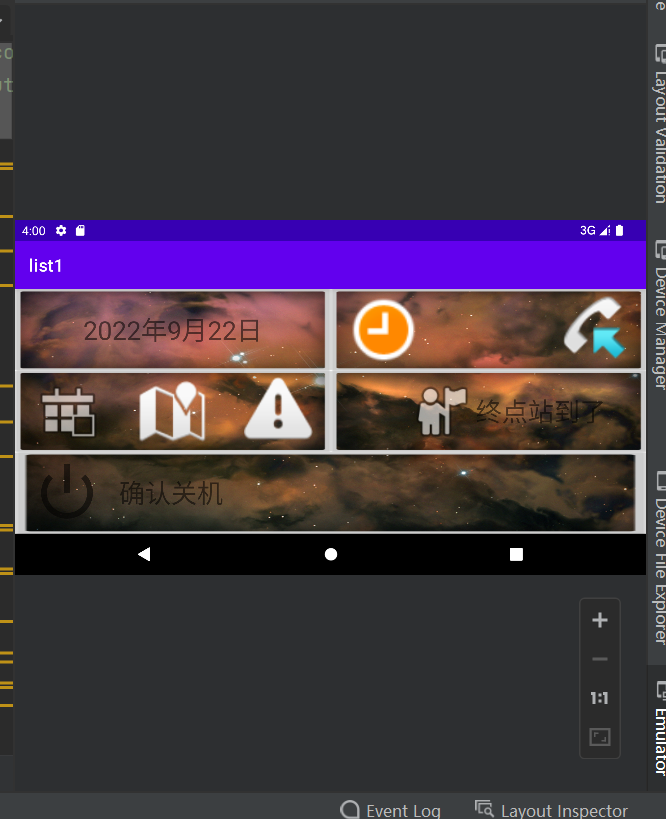 4:00
3G
list1
2022年9月22日
终点站到了
确认关机
1:1
Layout Validation
Device Manager
Device File Explorer
Emulator
Event Log
Layout Inspector